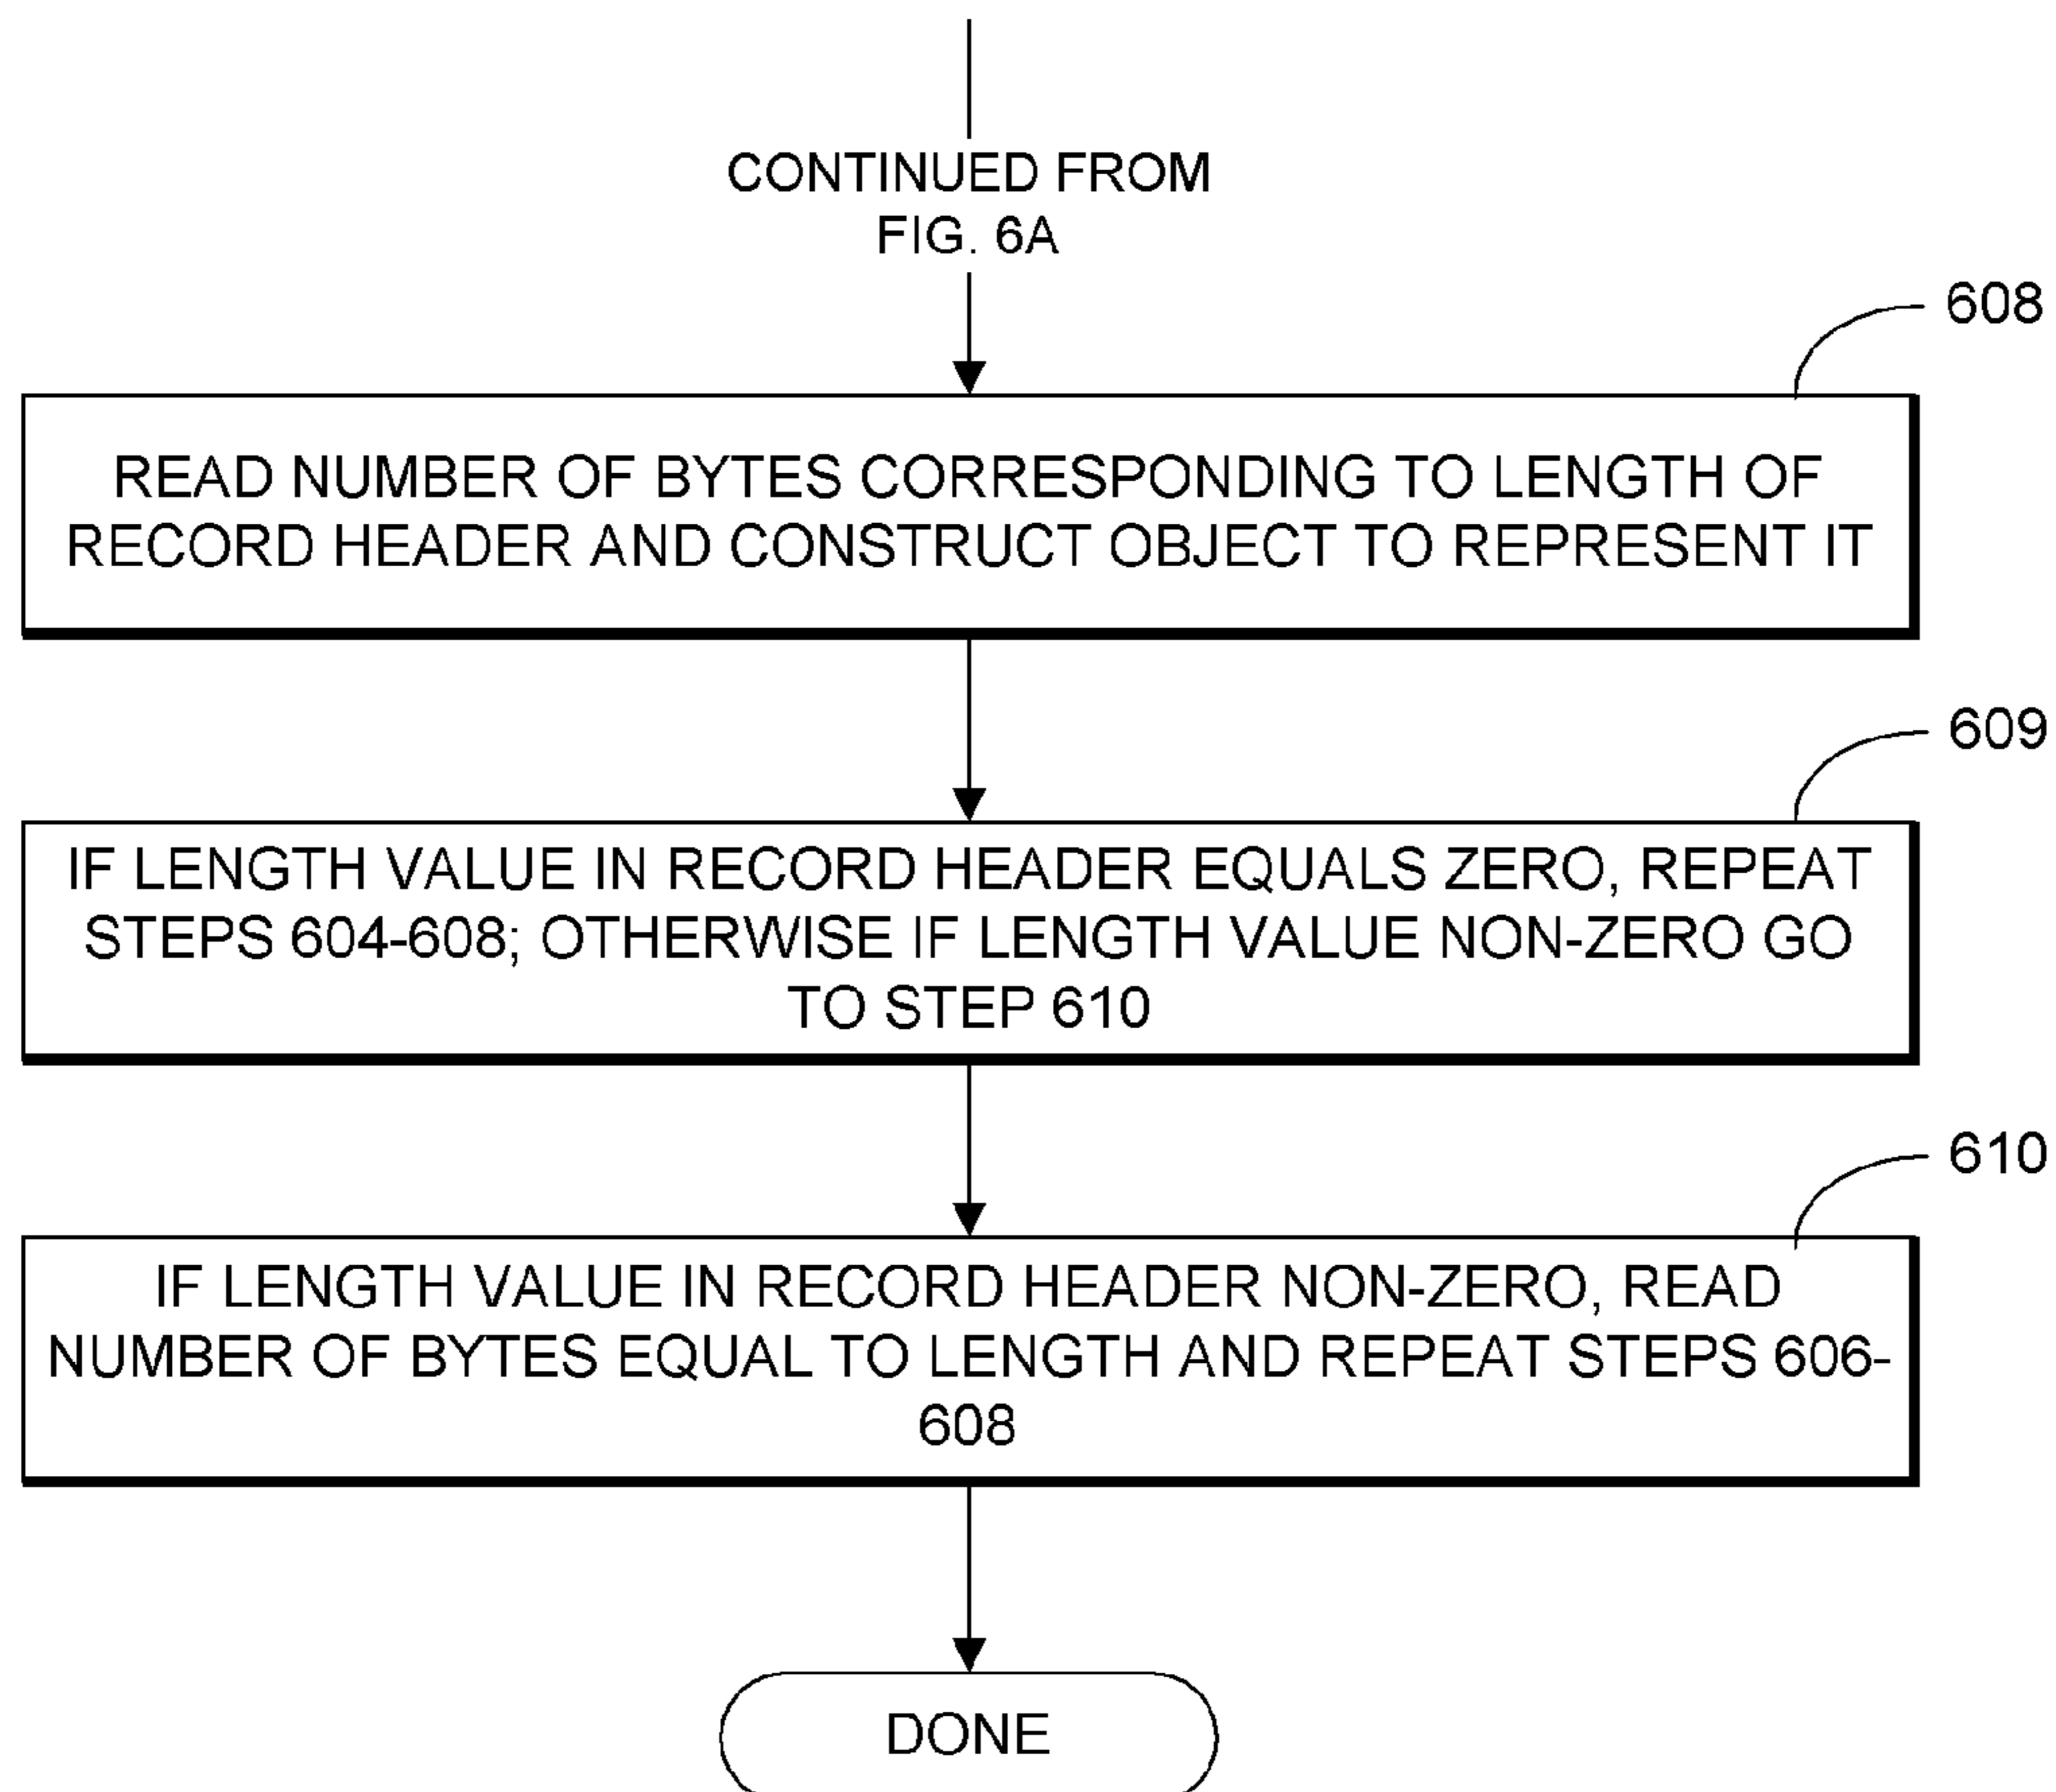 CONTINUED FROM
FIG. 6A
608
READ NUMBER OF BYTES CORRESPONDING TO LENGTH OF
RECORD HEADER AND CONSTRUCT OBJECT TO REPRESENT IT
609
IF LENGTH VALUE IN RECORD HEADER EQUALS ZERO, REPEAT
STEPS 604-608; OTHERWISE IF LENGTH VALUE NON-ZERO GO
TO STEP 610
610
IF LENGTH VALUE IN RECORD HEADER NON-ZERO, READ
NUMBER OF BYTES EQUAL TO LENGTH AND REPEAT STEPS 606-
608
DONE